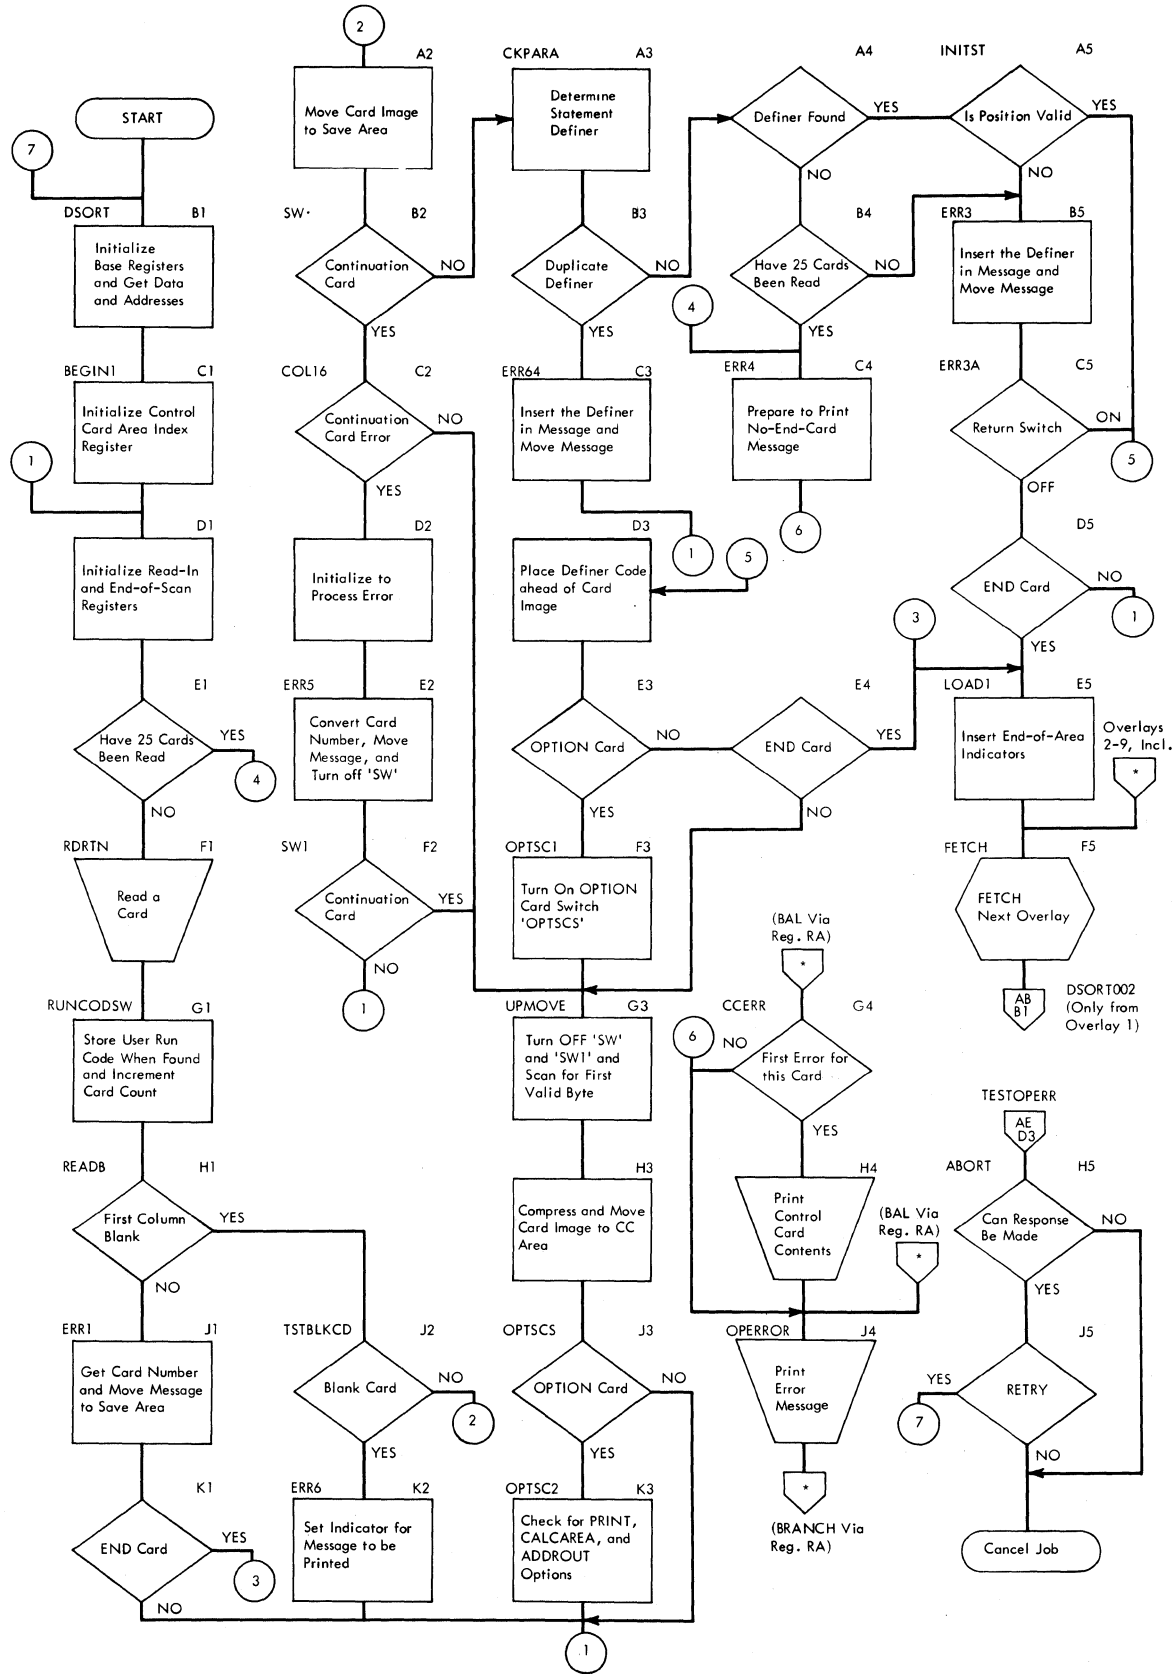 START
7
DSORT B1
Initialize
Base Registers
and Get Data
and Addresses
BEGIN1 C1
Initialize Control
Card Area Index
Register
1
D1
Initialize Read-In
and End-of-Scan
Registers
E1
Have 25 Cards
Been Read
YES
4
NO
RDRTN F1
Read a
Card
RUNCODSW G1
Store User Run
Code When Found
and Increment
Card Count
READB H1
First Column
Blank
YES
NO
ERR1 J1
Get Card Number
and Move Message
to Save Area
K1
END Card
YES
3
NO
2
A2
Move Card Image
to Save Area
SW· B2
Continuation
Card
NO
YES
COL16 C2
Continuation
Card Error
NO
YES
D2
Initialize to
Process Error
ERR5 E2
Convert Card
Number, Move
Message, and
Turn off 'SW'
SW1 F2
Continuation
Card
YES
NO
1
TSTBLKCD J2
Blank Card
NO
2
YES
ERR6 K2
Set Indicator for
Message to be
Printed
CKPARA A3
Determine
Statement
Definer
B3
Duplicate
Definer
NO
YES
ERR64 C3
Insert the Definer
in Message and
Move Message
1
D3
Place Definer Code
ahead of Card
Image
5
E3
OPTION Card
NO
YES
OPTSC1 F3
Turn On OPTION
Card Switch
'OPTSCS'
UPMOVE G3
Turn OFF 'SW'
and 'SW1' and
Scan for First
Valid Byte
H3
Compress and Move
Card Image to CC
Area
OPTSCS J3
OPTION Card
NO
YES
OPTSC2 K3
Check for PRINT,
CALCAREA, and
ADDROUT
Options
1
A4
Definer Found
YES
NO
B4
Have 25 Cards
Been Read
NO
4
YES
ERR4 C4
Prepare to Print
No-End-Card
Message
6
E4
END Card
YES
3
NO
(BAL Via
Reg. RA)
*
CCERR G4
6
NO
First Error for
this Card
YES
H4
Print
Control
Card
Contents
(BAL Via
Reg. RA)
*
OPERROR J4
Print
Error
Message
*
(BRANCH Via
Reg. RA)
INITST A5
Is Position Valid
YES
NO
ERR3 B5
Insert the Definer
in Message and
Move Message
ERR3A C5
Return Switch
ON
5
OFF
D5
END Card
NO
1
YES
LOAD1 E5
Insert End-of-Area
Indicators
Overlays
2-9, Incl.
*
FETCH F5
FETCH
Next Overlay
AB
B1
DSORT002
(Only from
Overlay 1)
TESTOPERR
AE
D3
ABORT H5
Can Response
Be Made
NO
YES
J5
RETRY
YES
7
NO
Cancel Job